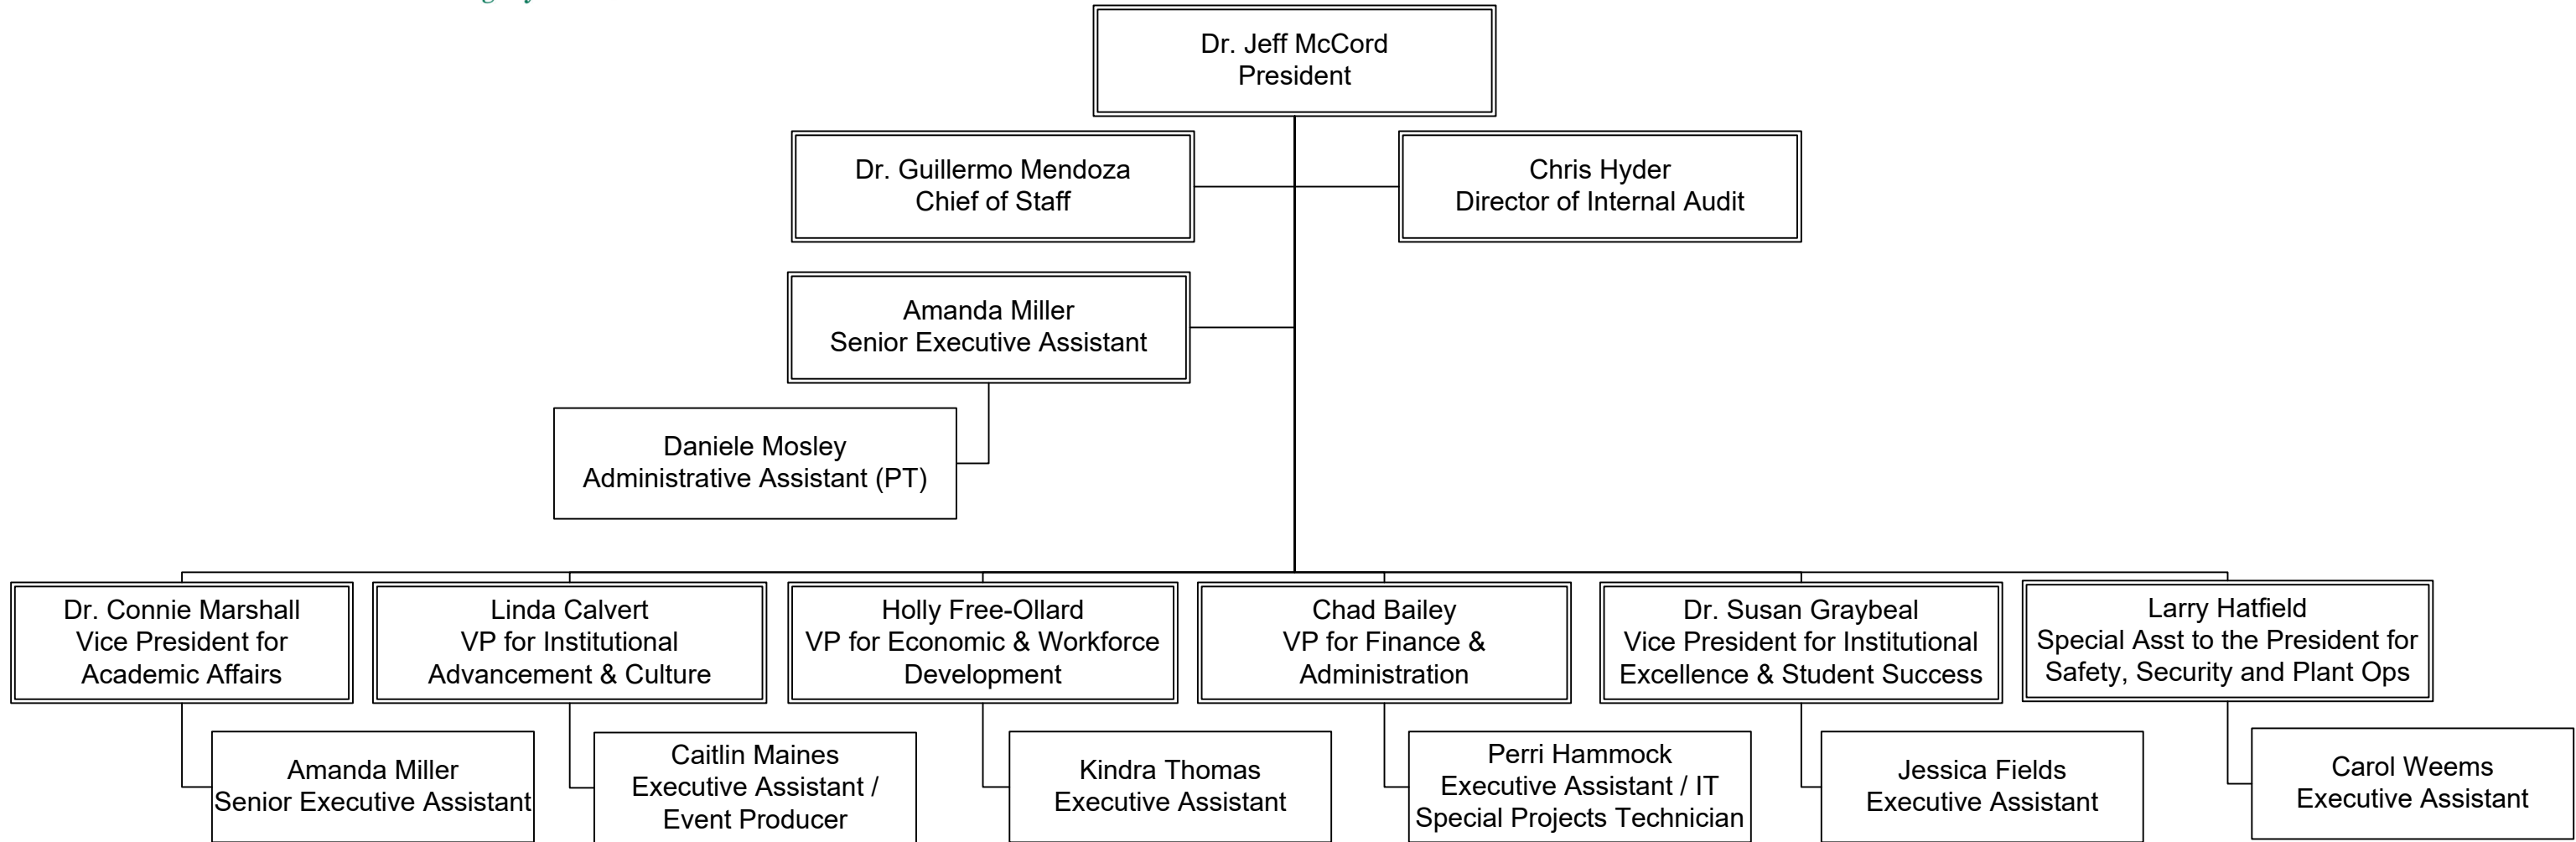 Dr. Jeff McCord
President
Dr. Guillermo Mendoza
Chief of Staff
Chris Hyder
Director of Internal Audit
Amanda Miller
Senior Executive Assistant
Daniele Mosley
Administrative Assistant (PT)
Dr. Connie Marshall
Vice President for
Academic Affairs
Linda Calvert
VP for Institutional
Advancement & Culture
Holly Free-Ollard
VP for Economic & Workforce
Development
Chad Bailey
VP for Finance &
Administration
Dr. Susan Graybeal
Vice President for Institutional
Excellence & Student Success
Larry Hatfield
Special Asst to the President for
Safety, Security and Plant Ops
Amanda Miller
Senior Executive Assistant
Caitlin Maines
Executive Assistant /
Event Producer
Kindra Thomas
Executive Assistant
Perri Hammock
Executive Assistant / IT
Special Projects Technician
Jessica Fields
Executive Assistant
Carol Weems
Executive Assistant